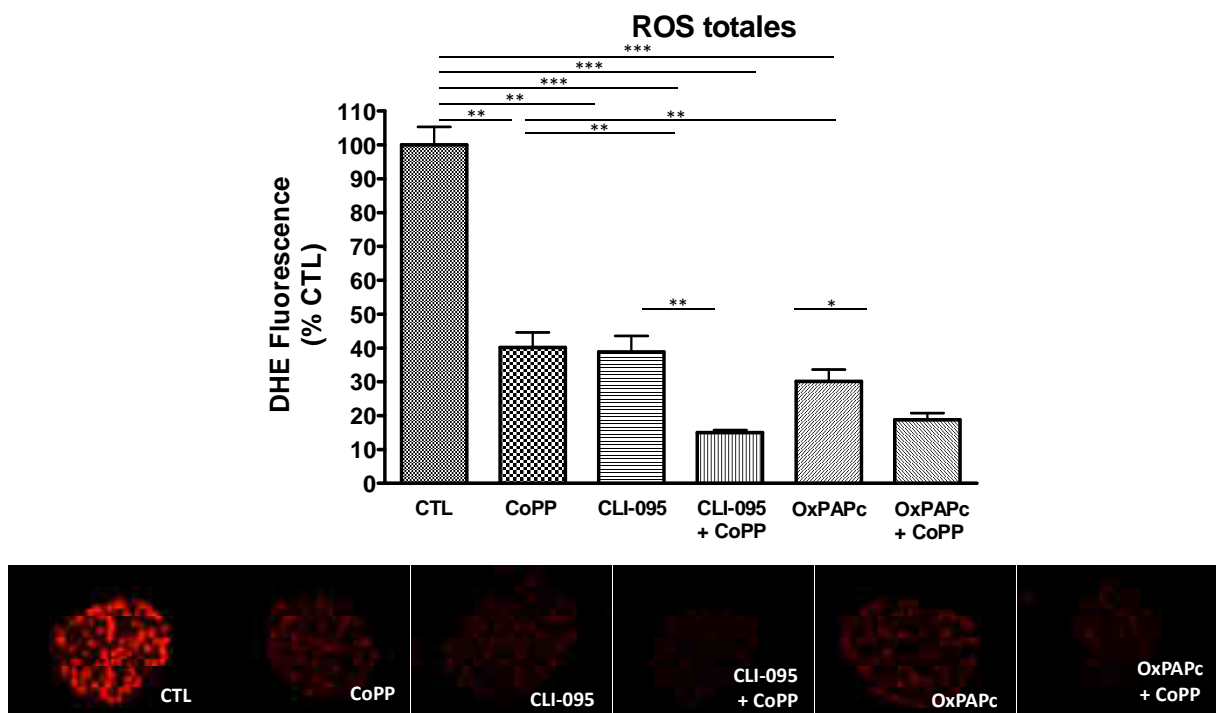 ROS totales
***
***
***
**
** **
**
110
100
90
80
70
60
50
40
30
20
10
0
DHE Fluorescence
(% CTL)
** *
CTL CoPP CLI-095 CLI-095 OxPAPc OxPAPc
+ CoPP + CoPP
CTL CoPP CLI-095 CLI-095 OxPAPc OxPAPc
+ CoPP + CoPP